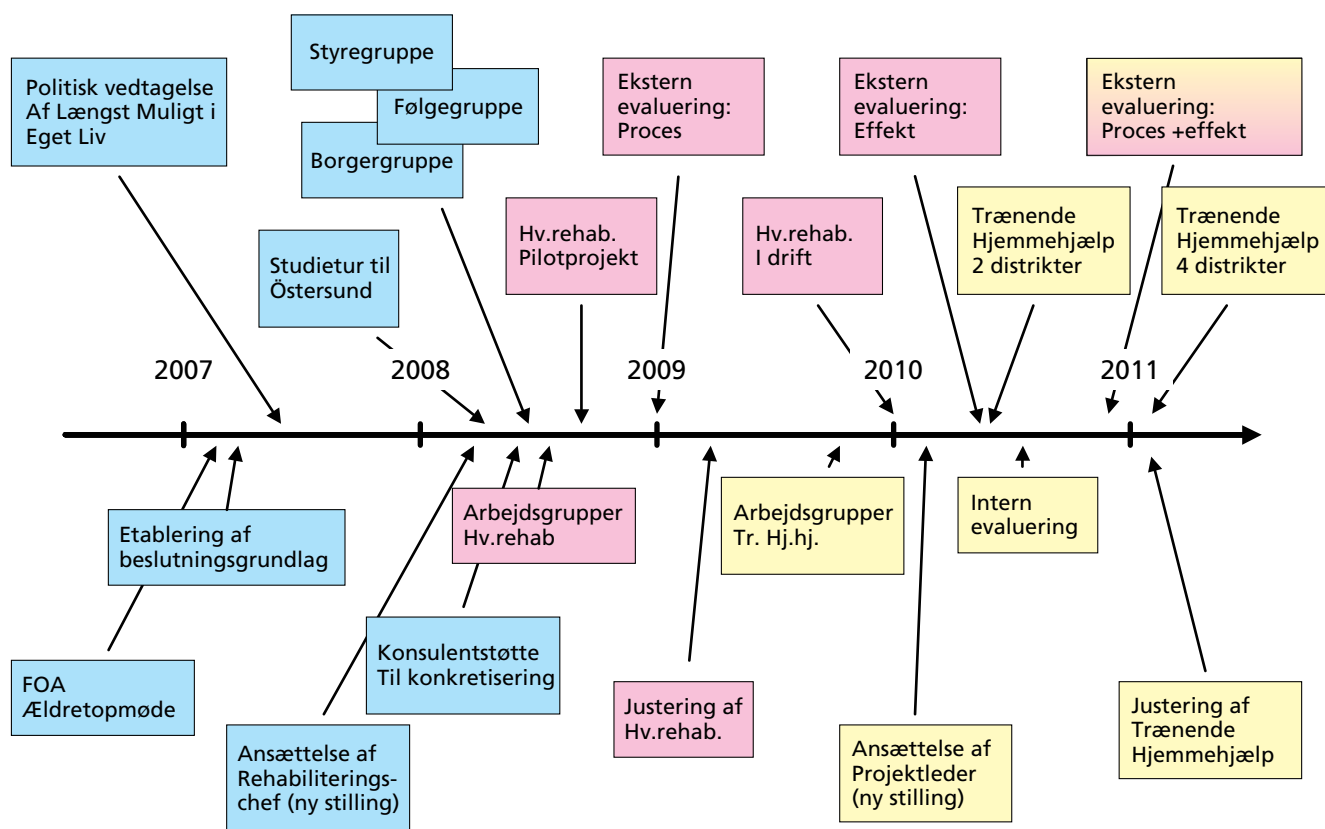 Styregruppe
Følgegruppe
Borgergruppe
Politisk vedtagelse
Af Længst Muligt i
Eget Liv
Ekstern
evaluering:
Proces
Ekstern
evaluering:
Effekt
Ekstern
evaluering:
Proces +effekt
Studietur til
Östersund
Hv.rehab.
Pilotprojekt
Hv.rehab.
I drift
Trænende
Hjemmehjælp
2 distrikter
Trænende
Hjemmehjælp
4 distrikter
2007
2008
2009
2010
2011
Etablering af
beslutningsgrundlag
Arbejdsgrupper
Hv.rehab
Arbejdsgrupper
Tr. Hj.hj.
Intern
evaluering
FOA
Ældretopmøde
Konsulentstøtte
Til konkretisering
Ansættelse af
Rehabiliterings-
chef (ny stilling)
Justering af
Hv.rehab.
Ansættelse af
Projektleder
(ny stilling)
Justering af
Trænende
Hjemmehjælp